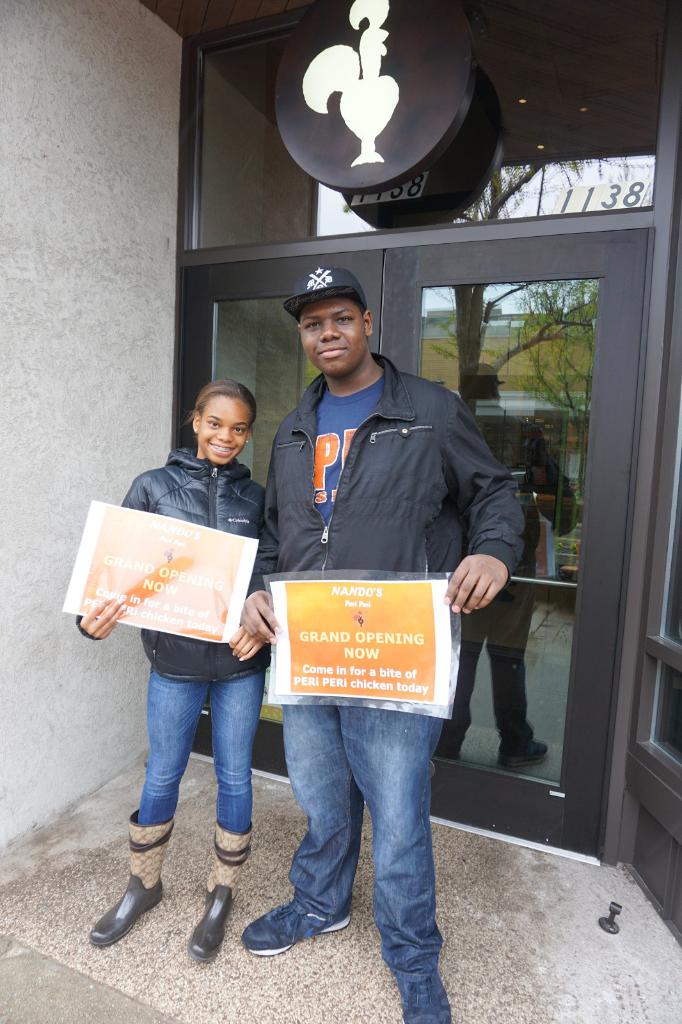 1138
1138
NANDO'S
PERi PERi
GRAND OPENING
NOW
Come in for a bite of
PERi PERi chicken today
Columbia
NANDO'S
PERi PERi
GRAND OPENING
NOW
Come in for a bite of
PERi PERi chicken today